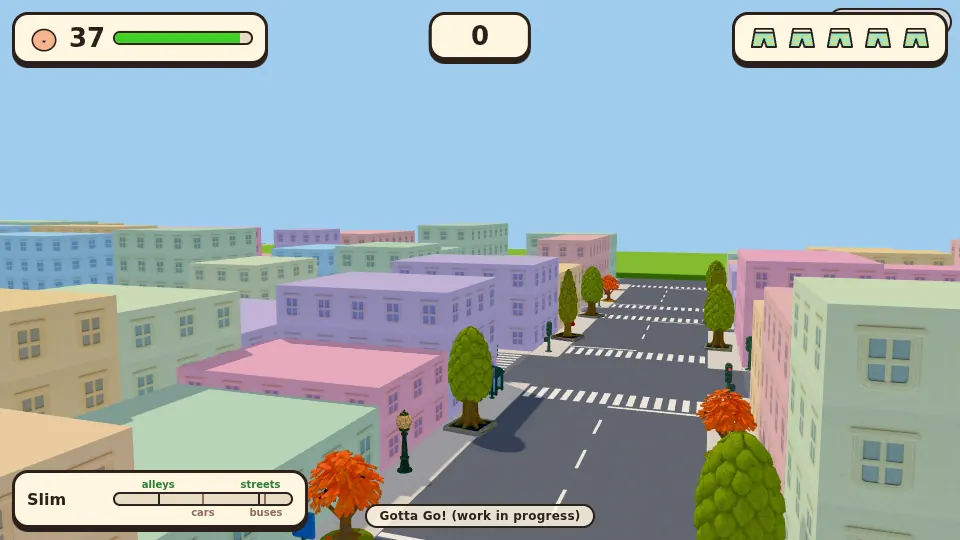 37
0
Slim
alleys
streets
cars
buses
Gotta Go! (work in progress)